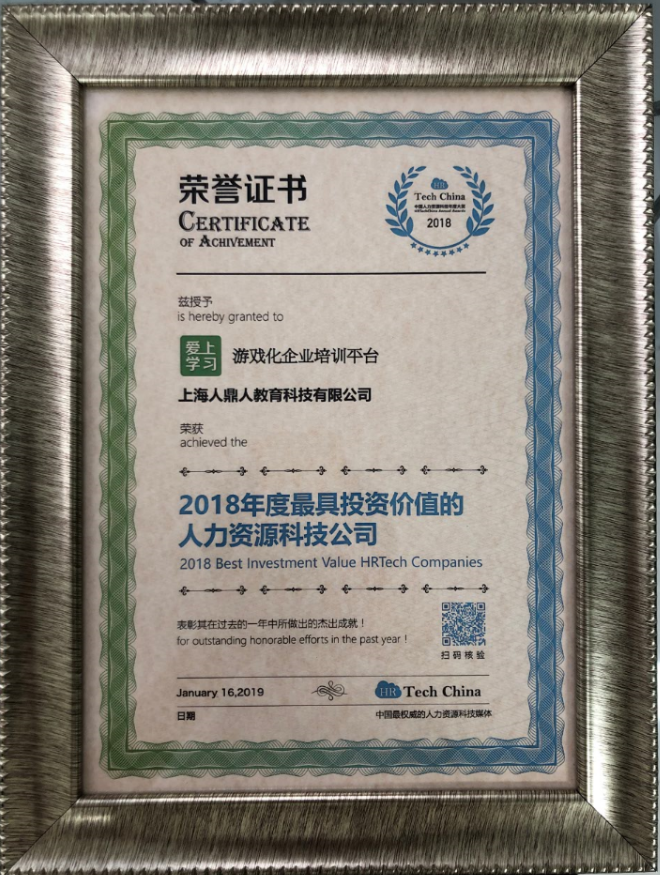 荣誉证书
CERTIFICATE
OF ACHIVEMENT
HR
Tech China
2018
兹授予
is hereby granted to
爱上
学习
游戏化企业培训平台
上海人鼎人教育科技有限公司
荣获
achieved the
2018年度最具投资价值的
人力资源科技公司
2018 Best Investment Value HRTech Companies
表彰其在过去的一年中所做出的杰出成就！
for outstanding honorable efforts in the past year !
扫码核验
January 16,2019
HR Tech China
日期
中国最权威的人力资源科技媒体